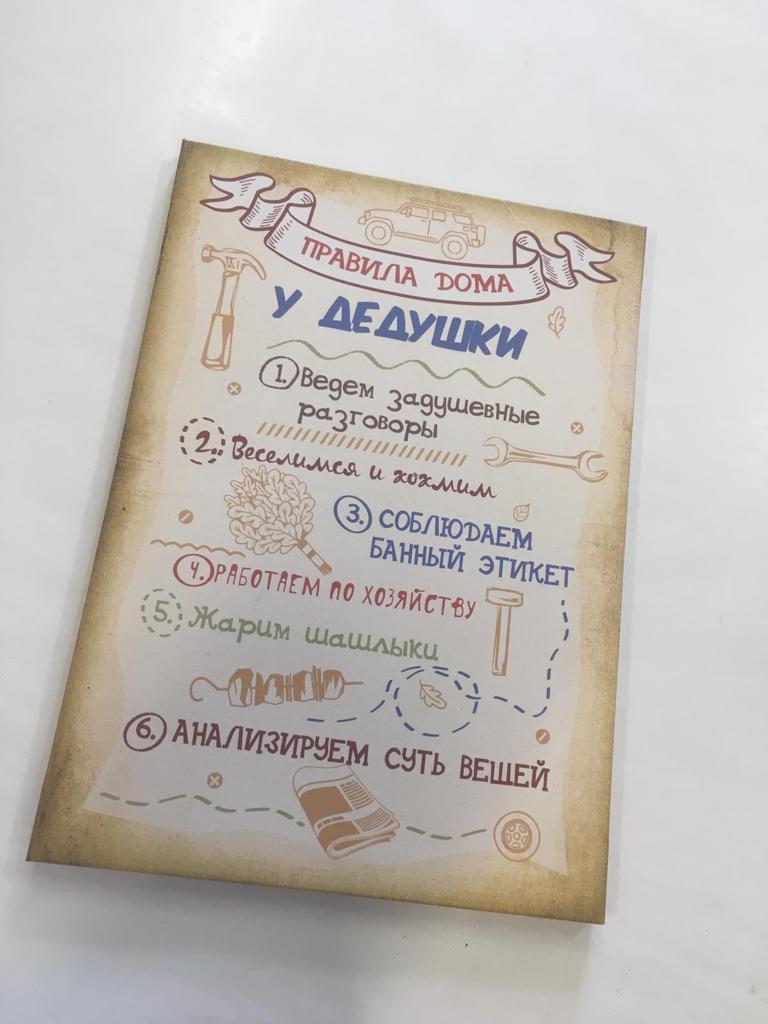 ПРАВИЛА ДОМА
У ДЕДУШКИ
1. Ведем задушевные
разговоры
2. Веселимся и хохмим
3. СОБЛЮДАЕМ
БАННЫЙ ЭТИКЕТ
4. РАБОТАЕМ ПО ХОЗЯЙСТВУ
5. Жарим шашлыки
6. АНАЛИЗИРУЕМ СУТЬ ВЕЩЕЙ